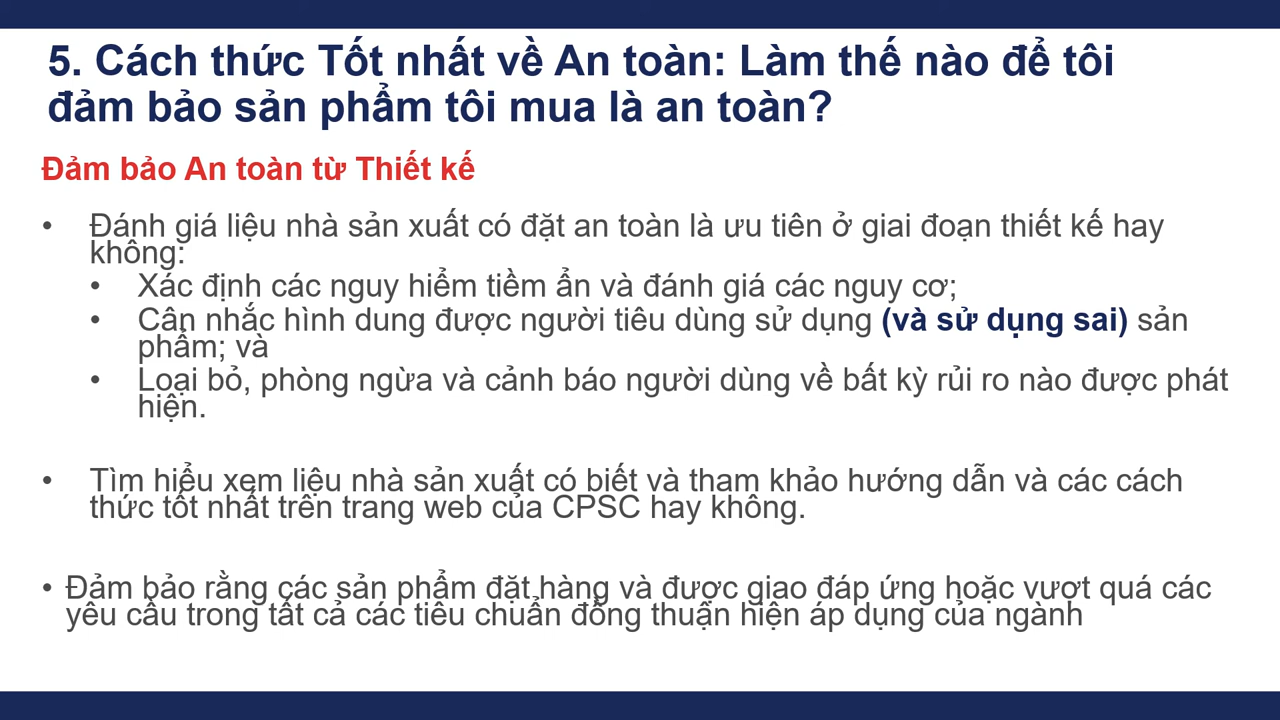 5. Cách thức Tốt nhất về An toàn: Làm thế nào để tôi
đảm bảo sản phẩm tôi mua là an toàn?
Đảm bảo An toàn từ Thiết kế
• Đánh giá liệu nhà sản xuất có đặt an toàn là ưu tiên ở giai đoạn thiết kế hay
không:
• Xác định các nguy hiểm tiềm ẩn và đánh giá các nguy cơ;
• Cân nhắc hình dung được người tiêu dùng sử dụng (và sử dụng sai) sản
phẩm; và
• Loại bỏ, phòng ngừa và cảnh báo người dùng về bất kỳ rủi ro nào được phát
hiện.
• Tìm hiểu xem liệu nhà sản xuất có biết và tham khảo hướng dẫn và các cách
thức tốt nhất trên trang web của CPSC hay không.
• Đảm bảo rằng các sản phẩm đặt hàng và được giao đáp ứng hoặc vượt quá các
yêu cầu trong tất cả các tiêu chuẩn đồng thuận hiện áp dụng của ngành